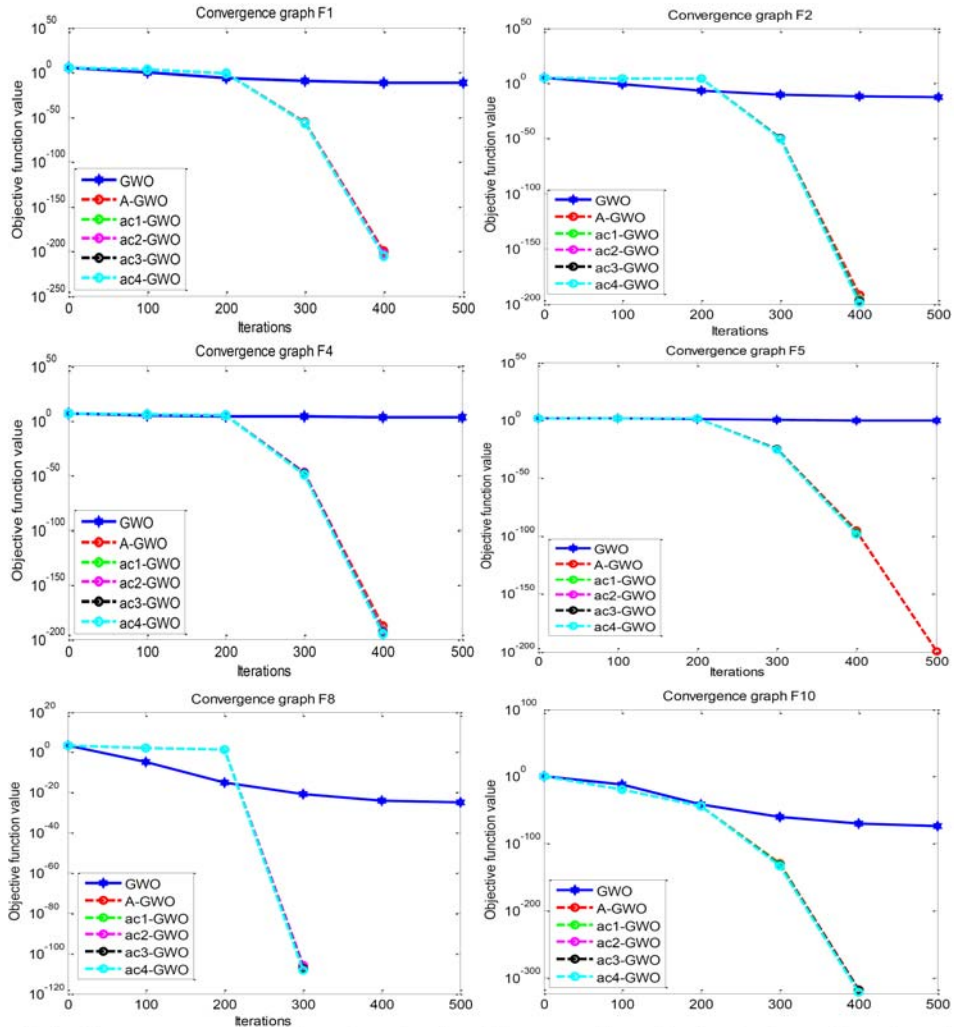 Convergence graph F1
Objective function value
10^50
10^0
10^-50
10^-100
10^-150
10^-200
10^-250
GWO
A-GWO
ac1-GWO
ac2-GWO
ac3-GWO
ac4-GWO
0 100 200 300 400 500
Iterations
Convergence graph F2
Objective function value
10^50
10^0
10^-50
10^-100
10^-150
10^-200
GWO
A-GWO
ac1-GWO
ac2-GWO
ac3-GWO
ac4-GWO
0 100 200 300 400 500
Iterations
Convergence graph F4
Objective function value
10^50
10^0
10^-50
10^-100
10^-150
10^-200
GWO
A-GWO
ac1-GWO
ac2-GWO
ac3-GWO
ac4-GWO
0 100 200 300 400 500
Iterations
Convergence graph F5
Objective function value
10^50
10^0
10^-50
10^-100
10^-150
10^-200
GWO
A-GWO
ac1-GWO
ac2-GWO
ac3-GWO
ac4-GWO
0 100 200 300 400 500
Iterations
Convergence graph F8
Objective function value
10^20
10^0
10^-20
10^-40
10^-60
10^-80
10^-100
10^-120
GWO
A-GWO
ac1-GWO
ac2-GWO
ac3-GWO
ac4-GWO
0 100 200 300 400 500
Iterations
Convergence graph F10
Objective function value
10^100
10^0
10^-100
10^-200
10^-300
GWO
A-GWO
ac1-GWO
ac2-GWO
ac3-GWO
ac4-GWO
0 100 200 300 400 500
Iterations